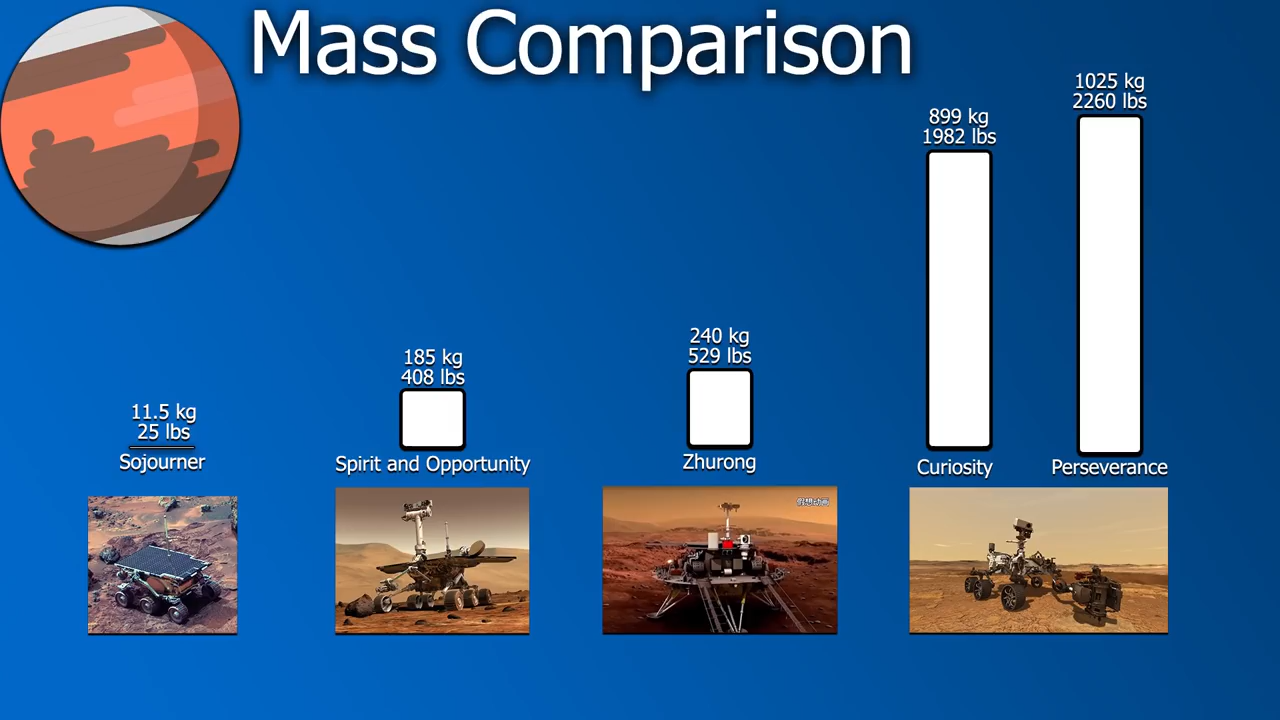 Mass Comparison
11.5 kg
25 lbs
Sojourner
185 kg
408 lbs
Spirit and Opportunity
240 kg
529 lbs
Zhurong
899 kg
1982 lbs
Curiosity
1025 kg
2260 lbs
Perseverance